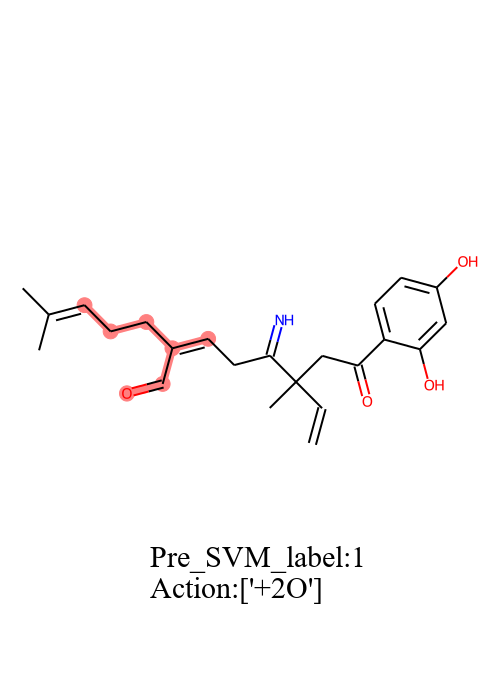 OH
NH
O
OH
O
Pre_SVM_label:1
Action:['+2O']